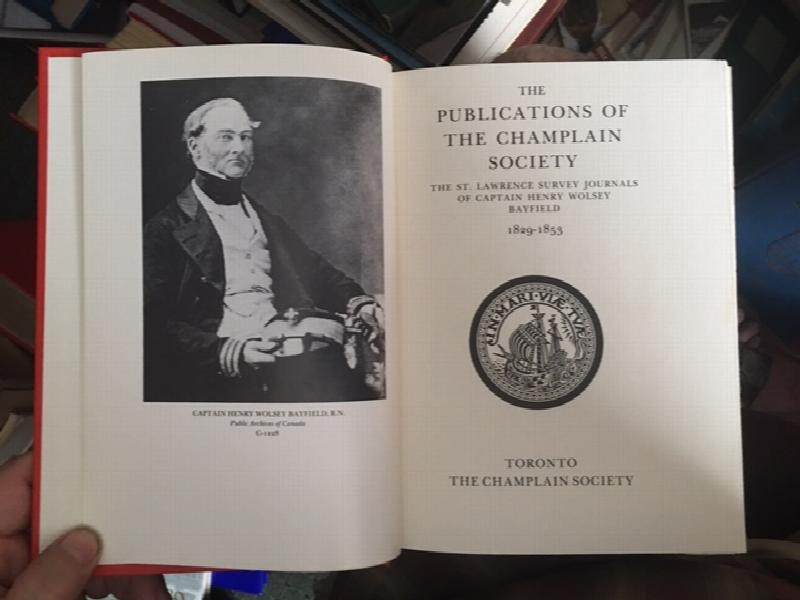 CAPTAIN HENRY WOLSEY BAYFIELD, R.N.
Public Archives of Canada
THE
PUBLICATIONS OF
THE CHAMPLAIN
SOCIETY
THE ST. LAWRENCE SURVEY JOURNALS
OF CAPTAIN HENRY WOLSEY
BAYFIELD
1829-1853
IN·MARI·VIÆ·TVÆ
TORONTO
THE CHAMPLAIN SOCIETY